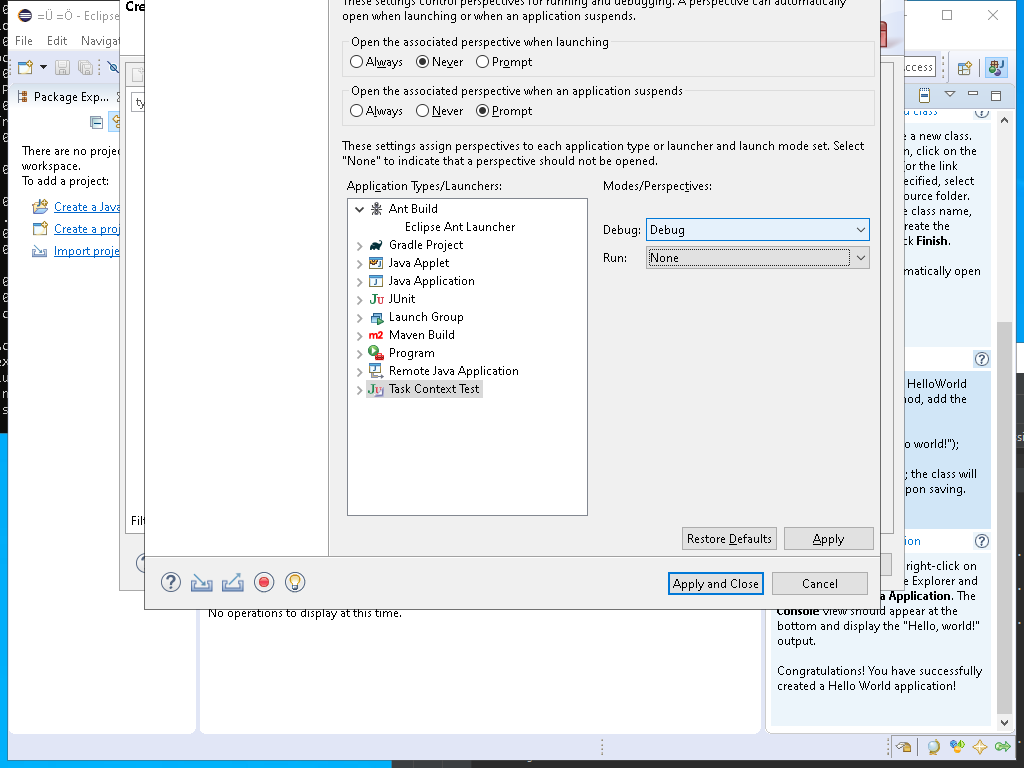 =Ü =Ö - Eclipse
File Edit Navigat
Package Exp...
There are no proje
workspace.
To add a project:
Create a Java
Create a proj
Import proje
Cre
ty
Filt
These settings control perspectives for running and debugging. A perspective can automatically
open when launching or when an application suspends.
Open the associated perspective when launching
Always Never Prompt
Open the associated perspective when an application suspends
Always Never Prompt
These settings assign perspectives to each application type or launcher and launch mode set. Select
"None" to indicate that a perspective should not be opened.
Application Types/Launchers:
Ant Build
Eclipse Ant Launcher
Gradle Project
Java Applet
Java Application
JUnit
Launch Group
Maven Build
Program
Remote Java Application
Task Context Test
Modes/Perspectives:
Debug: Debug
Run: None
Restore Defaults Apply
Apply and Close Cancel
No operations to display at this time.
ccess
u class
e a new class.
n, click on the
for the link
ecified, select
ource folder.
e class name,
create the
ck Finish.
matically open
HelloWorld
nod, add the
o world!");
; the class will
pon saving.
ion
right-click on
e Explorer and
a Application. The
Console view should appear at the
bottom and display the "Hello, world!"
output.
Congratulations! You have successfully
created a Hello World application!